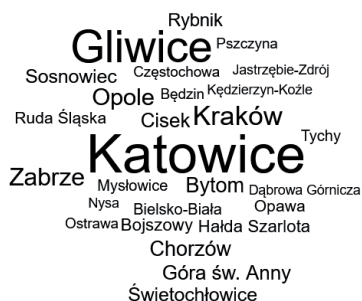 Rybnik
Gliwice Pszczyna
Sosnowiec Częstochowa Jastrzębie-Zdrój
Opole Będzin Kędzierzyn-Koźle
Ruda Śląska Cisek Kraków
Katowice Tychy
Zabrze Mysłowice Bytom Dąbrowa Górnicza
Nysa Bielsko-Biała Opawa
Ostrawa Bojszowy Hałda Szarlota
Chorzów
Góra św. Anny
Świętochłowice